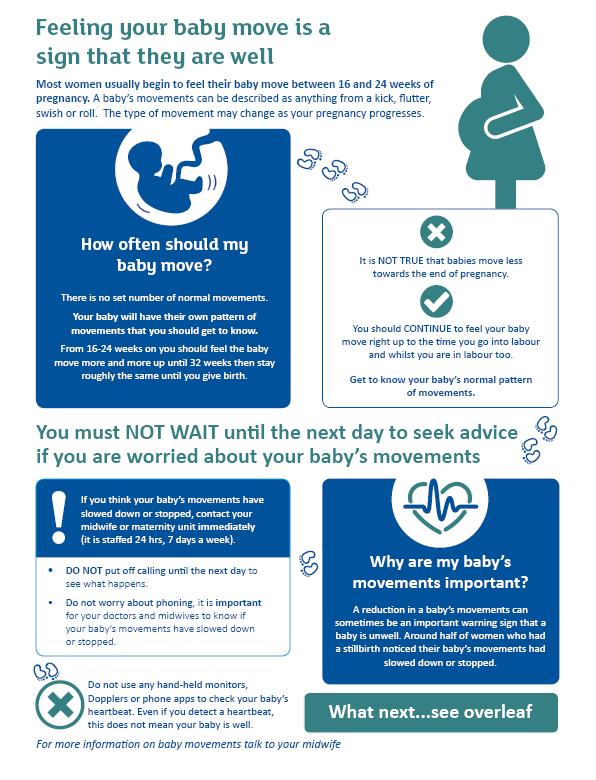 Feeling your baby move is a
sign that they are well
Most women usually begin to feel their baby move between 16 and 24 weeks of
pregnancy. A baby's movements can be described as anything from a kick, flutter,
swish or roll.  The type of movement may change as your pregnancy progresses.
How often should my
baby move?
There is no set number of normal movements.
Your baby will have their own pattern of
movements that you should get to know.
From 16-24 weeks on you should feel the baby
move more and more up until 32 weeks then stay
roughly the same until you give birth.
It is NOT TRUE that babies move less
towards the end of pregnancy.
You should CONTINUE to feel your baby
move right up to the time you go into labour
and whilst you are in labour too.
Get to know your baby's normal pattern
of movements.
You must NOT WAIT until the next day to seek advice
if you are worried about your baby's movements
If you think your baby's movements have
slowed down or stopped, contact your
midwife or maternity unit immediately
(it is staffed 24 hrs, 7 days a week).
• DO NOT put off calling until the next day to
see what happens.
• Do not worry about phoning, it is important
for your doctors and midwives to know if
your baby's movements have slowed down
or stopped.
Why are my baby's
movements important?
A reduction in a baby's movements can
sometimes be an important warning sign that a
baby is unwell. Around half of women who had
a stillbirth noticed their baby's movements had
slowed down or stopped.
Do not use any hand-held monitors,
Dopplers or phone apps to check your baby's
heartbeat. Even if you detect a heartbeat,
this does not mean your baby is well.
What next...see overleaf
For more information on baby movements talk to your midwife